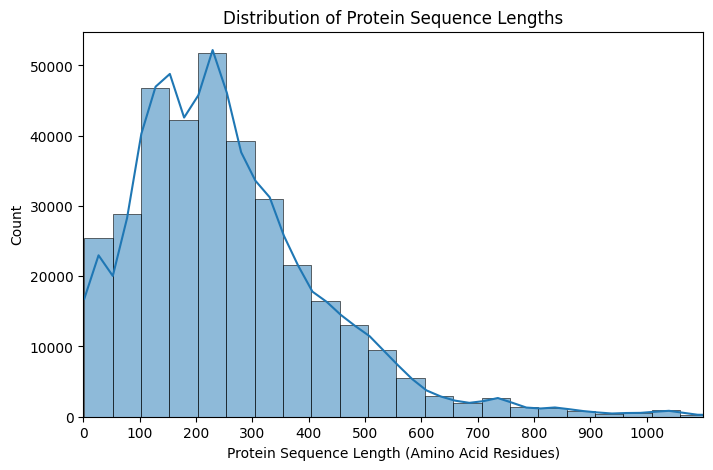 Distribution of Protein Sequence Lengths
Count
50000
40000
30000
20000
10000
0
0 100 200 300 400 500 600 700 800 900 1000
Protein Sequence Length (Amino Acid Residues)